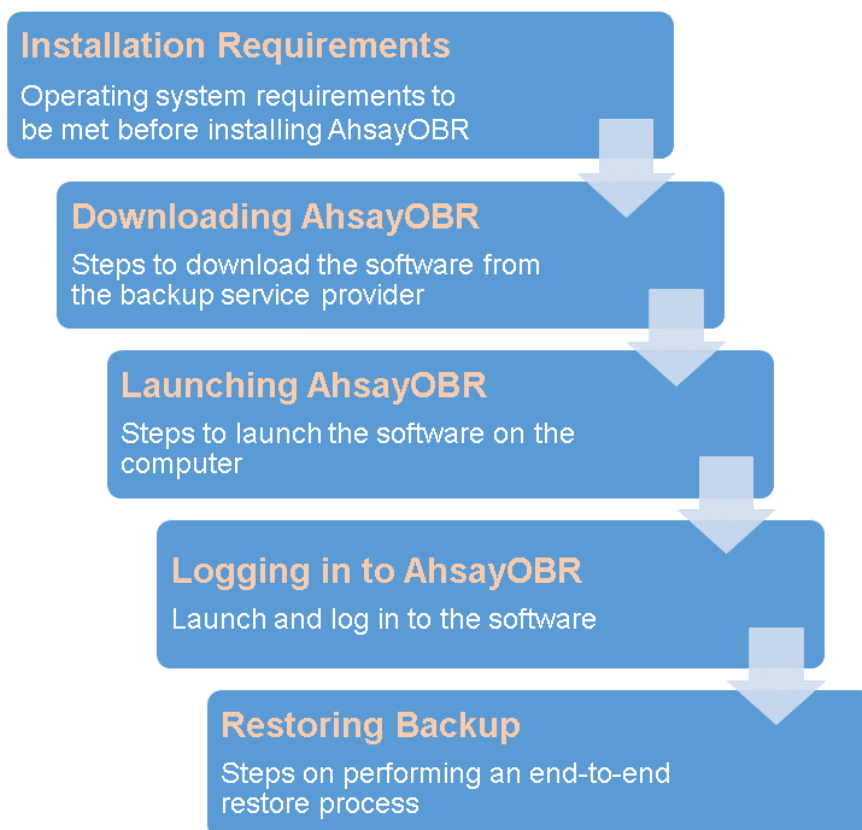 Installation Requirements
Operating system requirements to
be met before installing AhsayOBR
Downloading AhsayOBR
Steps to download the software from
the backup service provider
Launching AhsayOBR
Steps to launch the software on the
computer
Logging in to AhsayOBR
Launch and log in to the software
Restoring Backup
Steps on performing an end-to-end
restore process